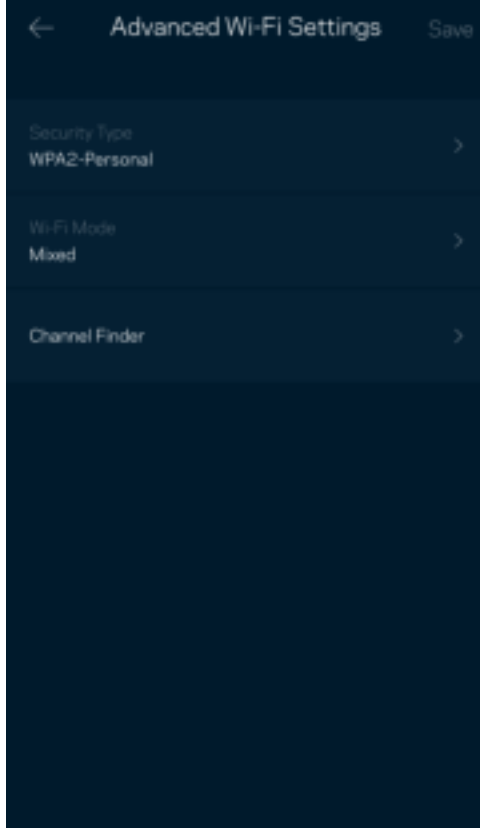 Advanced Wi-Fi Settings Save
Security Type
WPA2-Personal
Wi-Fi Mode
Mixed
Channel Finder